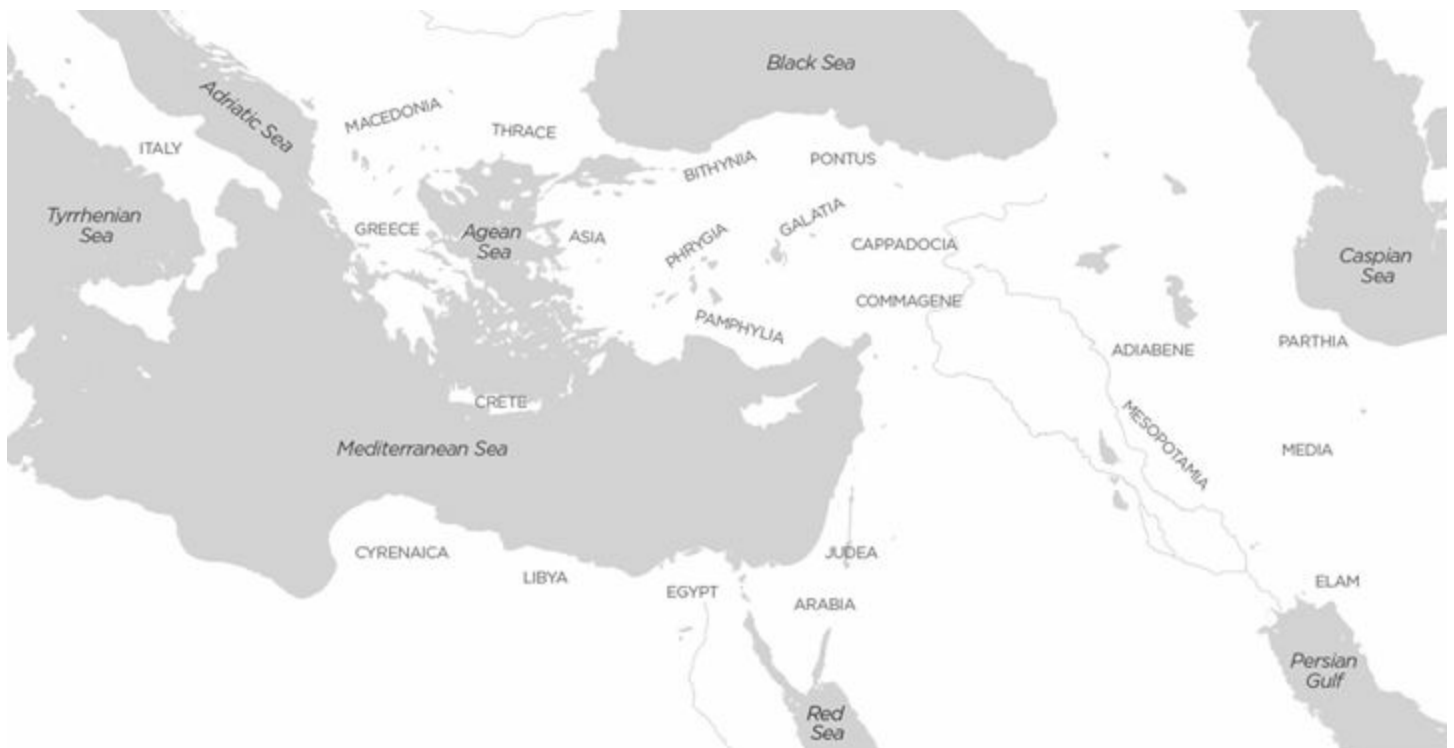 Black Sea
Adriatic Sea
MACEDONIA
THRACE
ITALY
BITHYNIA
PONTUS
Tyrrhenian
Sea
GREECE
Agean
Sea
ASIA
PHRYGIA
GALATIA
CAPPADOCIA
Caspian
Sea
COMMAGENE
PAMPHYLIA
ADIABENE
PARTHIA
CRETE
Mediterranean Sea
MESOPOTAMIA
MEDIA
CYRENAICA
LIBYA
EGYPT
JUDEA
ARABIA
ELAM
Persian
Gulf
Red
Sea